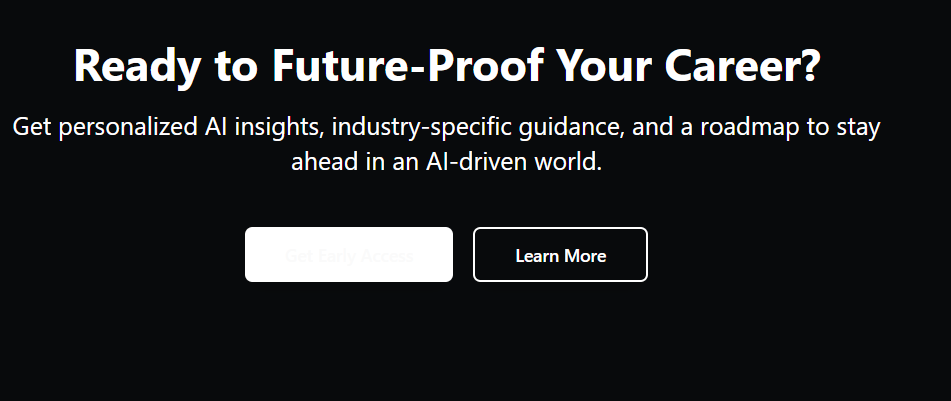 Ready to Future-Proof Your Career?
Get personalized AI insights, industry-specific guidance, and a roadmap to stay
ahead in an AI-driven world.
Get Early Access
Learn More